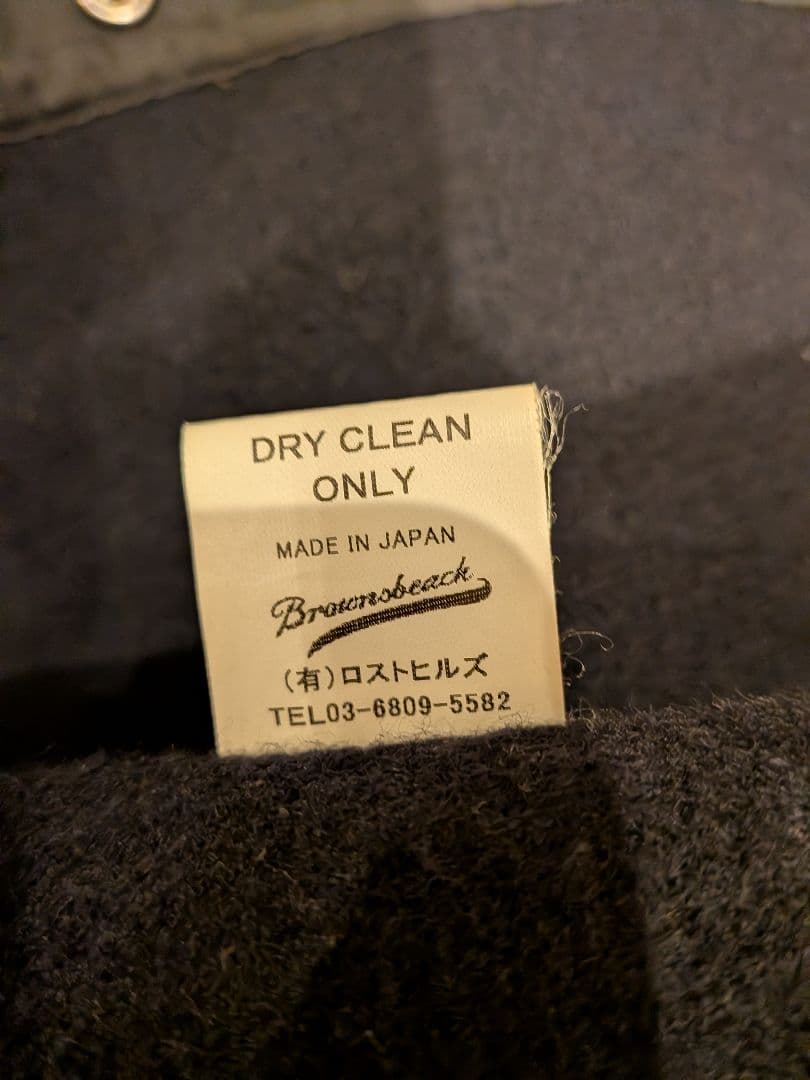 DRY CLEAN
ONLY
MADE IN JAPAN
Brownsbeach
(有)ロストヒルズ
TEL03-6809-5582